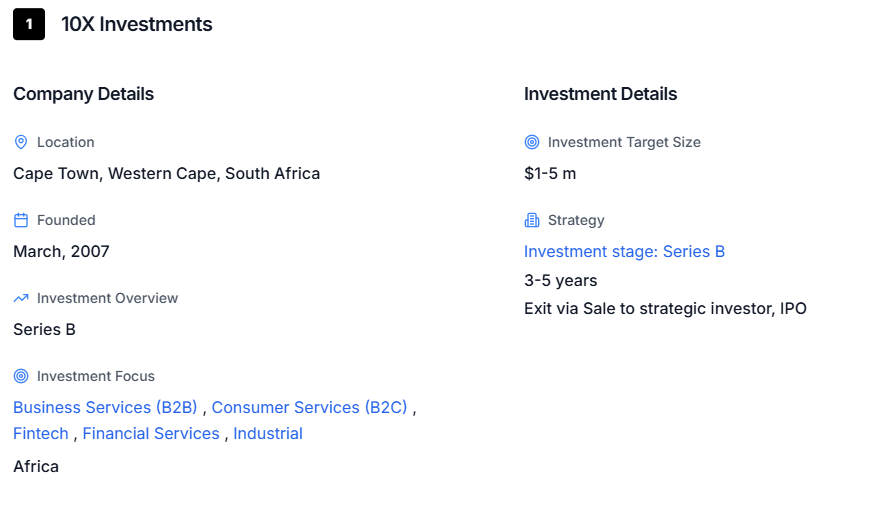 1 10X Investments
Company Details
Location
Cape Town, Western Cape, South Africa
Founded
March, 2007
Investment Overview
Series B
Investment Focus
Business Services (B2B) , Consumer Services (B2C) ,
Fintech , Financial Services , Industrial
Africa
Investment Details
Investment Target Size
$1-5 m
Strategy
Investment stage: Series B
3-5 years
Exit via Sale to strategic investor, IPO